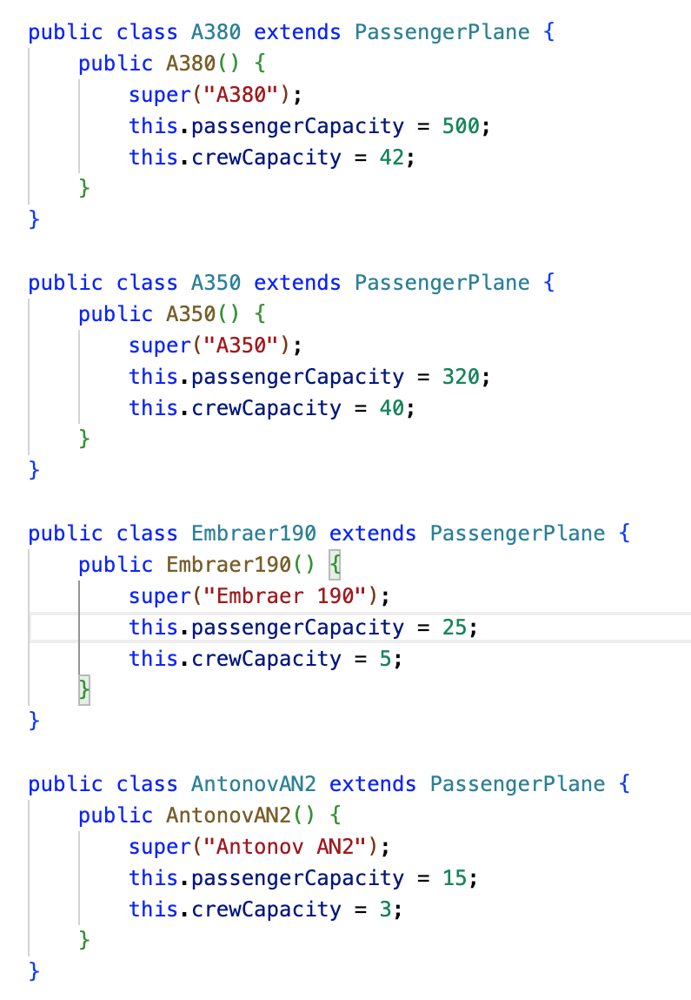 public class A380 extends PassengerPlane {
    public A380() {
        super("A380");
        this.passengerCapacity = 500;
        this.crewCapacity = 42;
    }
}

public class A350 extends PassengerPlane {
    public A350() {
        super("A350");
        this.passengerCapacity = 320;
        this.crewCapacity = 40;
    }
}

public class Embraer190 extends PassengerPlane {
    public Embraer190() {
        super("Embraer 190");
        this.passengerCapacity = 25;
        this.crewCapacity = 5;
    }
}

public class AntonovAN2 extends PassengerPlane {
    public AntonovAN2() {
        super("Antonov AN2");
        this.passengerCapacity = 15;
        this.crewCapacity = 3;
    }
}